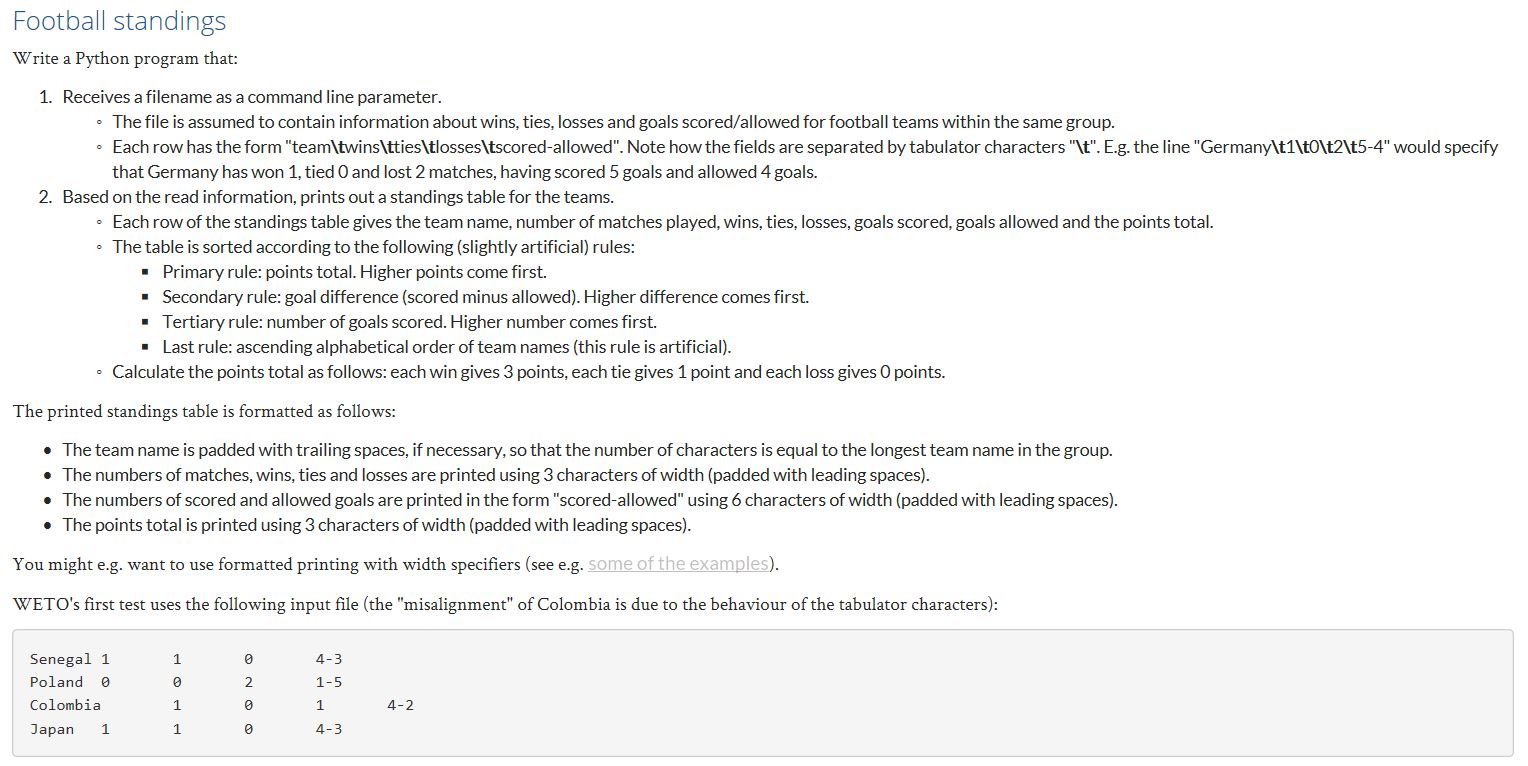 Football standings
Write a Python program that:
1. Receives a filename as a command line parameter.
◦ The file is assumed to contain information about wins, ties, losses and goals scored/allowed for football teams within the same group.
◦ Each row has the form "team\twins\tties\tlosses\tscored-allowed". Note how the fields are separated by tabulator characters "\t". E.g. the line "Germany\t1\t0\t2\t5-4" would specify
that Germany has won 1, tied 0 and lost 2 matches, having scored 5 goals and allowed 4 goals.
2. Based on the read information, prints out a standings table for the teams.
◦ Each row of the standings table gives the team name, number of matches played, wins, ties, losses, goals scored, goals allowed and the points total.
◦ The table is sorted according to the following (slightly artificial) rules:
▪ Primary rule: points total. Higher points come first.
▪ Secondary rule: goal difference (scored minus allowed). Higher difference comes first.
▪ Tertiary rule: number of goals scored. Higher number comes first.
▪ Last rule: ascending alphabetical order of team names (this rule is artificial).
◦ Calculate the points total as follows: each win gives 3 points, each tie gives 1 point and each loss gives 0 points.
The printed standings table is formatted as follows:
• The team name is padded with trailing spaces, if necessary, so that the number of characters is equal to the longest team name in the group.
• The numbers of matches, wins, ties and losses are printed using 3 characters of width (padded with leading spaces).
• The numbers of scored and allowed goals are printed in the form "scored-allowed" using 6 characters of width (padded with leading spaces).
• The points total is printed using 3 characters of width (padded with leading spaces).
You might e.g. want to use formatted printing with width specifiers (see e.g. some of the examples).
WETO's first test uses the following input file (the "misalignment" of Colombia is due to the behaviour of the tabulator characters):
Senegal 1       1       0       4-3
Poland  0       0       2       1-5
Colombia        1       0       1       4-2
Japan   1       1       0       4-3